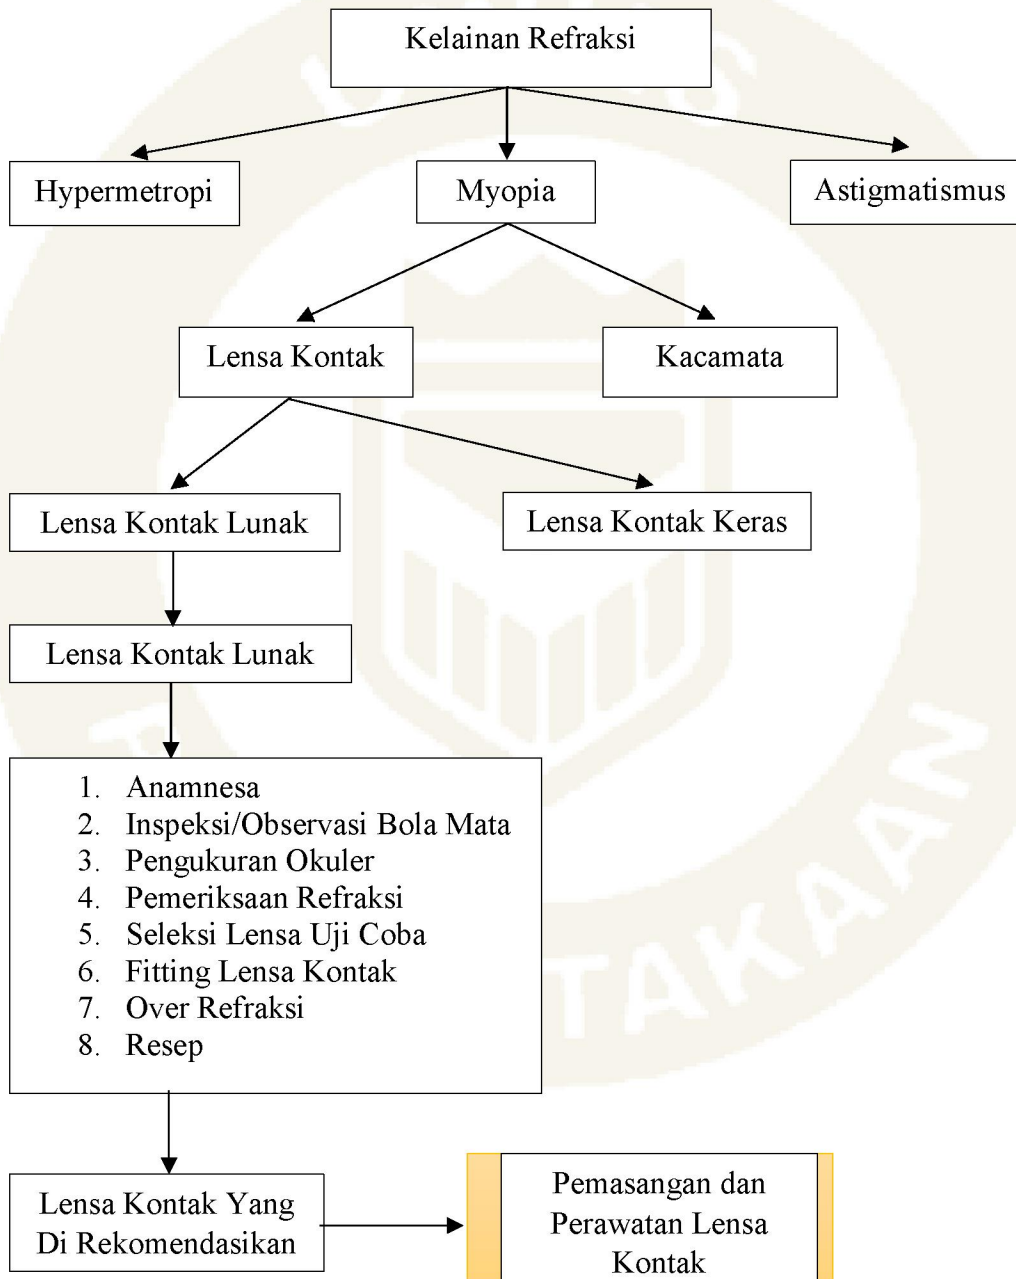 Kelainan Refraksi
Hypermetropi
Myopia
Astigmatismus
Lensa Kontak
Kacamata
Lensa Kontak Lunak
Lensa Kontak Keras
Lensa Kontak Lunak
1. Anamnesa
2. Inspeksi/Observasi Bola Mata
3. Pengukuran Okuler
4. Pemeriksaan Refraksi
5. Seleksi Lensa Uji Coba
6. Fitting Lensa Kontak
7. Over Refraksi
8. Resep
Lensa Kontak Yang
Di Rekomendasikan
Pemasangan dan
Perawatan Lensa
Kontak